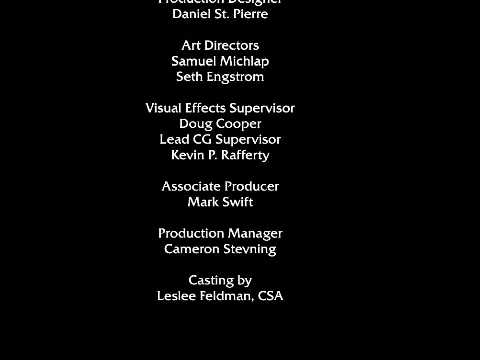 Production Designer
Daniel St. Pierre
Art Directors
Samuel Michlap
Seth Engstrom
Visual Effects Supervisor
Doug Cooper
Lead CG Supervisor
Kevin P. Rafferty
Associate Producer
Mark Swift
Production Manager
Cameron Stevning
Casting by
Leslee Feldman, CSA